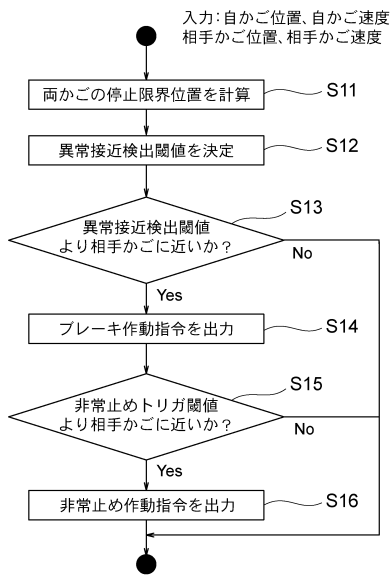 入力：自かご位置、自かご速度
相手かご位置、相手かご速度
両かごの停止限界位置を計算
S11
異常接近検出閾値を決定
S12
異常接近検出閾値
より相手かごに近いか？
S13
No
Yes
ブレーキ作動指令を出力
S14
非常止めトリガ閾値
より相手かごに近いか？
S15
No
Yes
非常止め作動指令を出力
S16